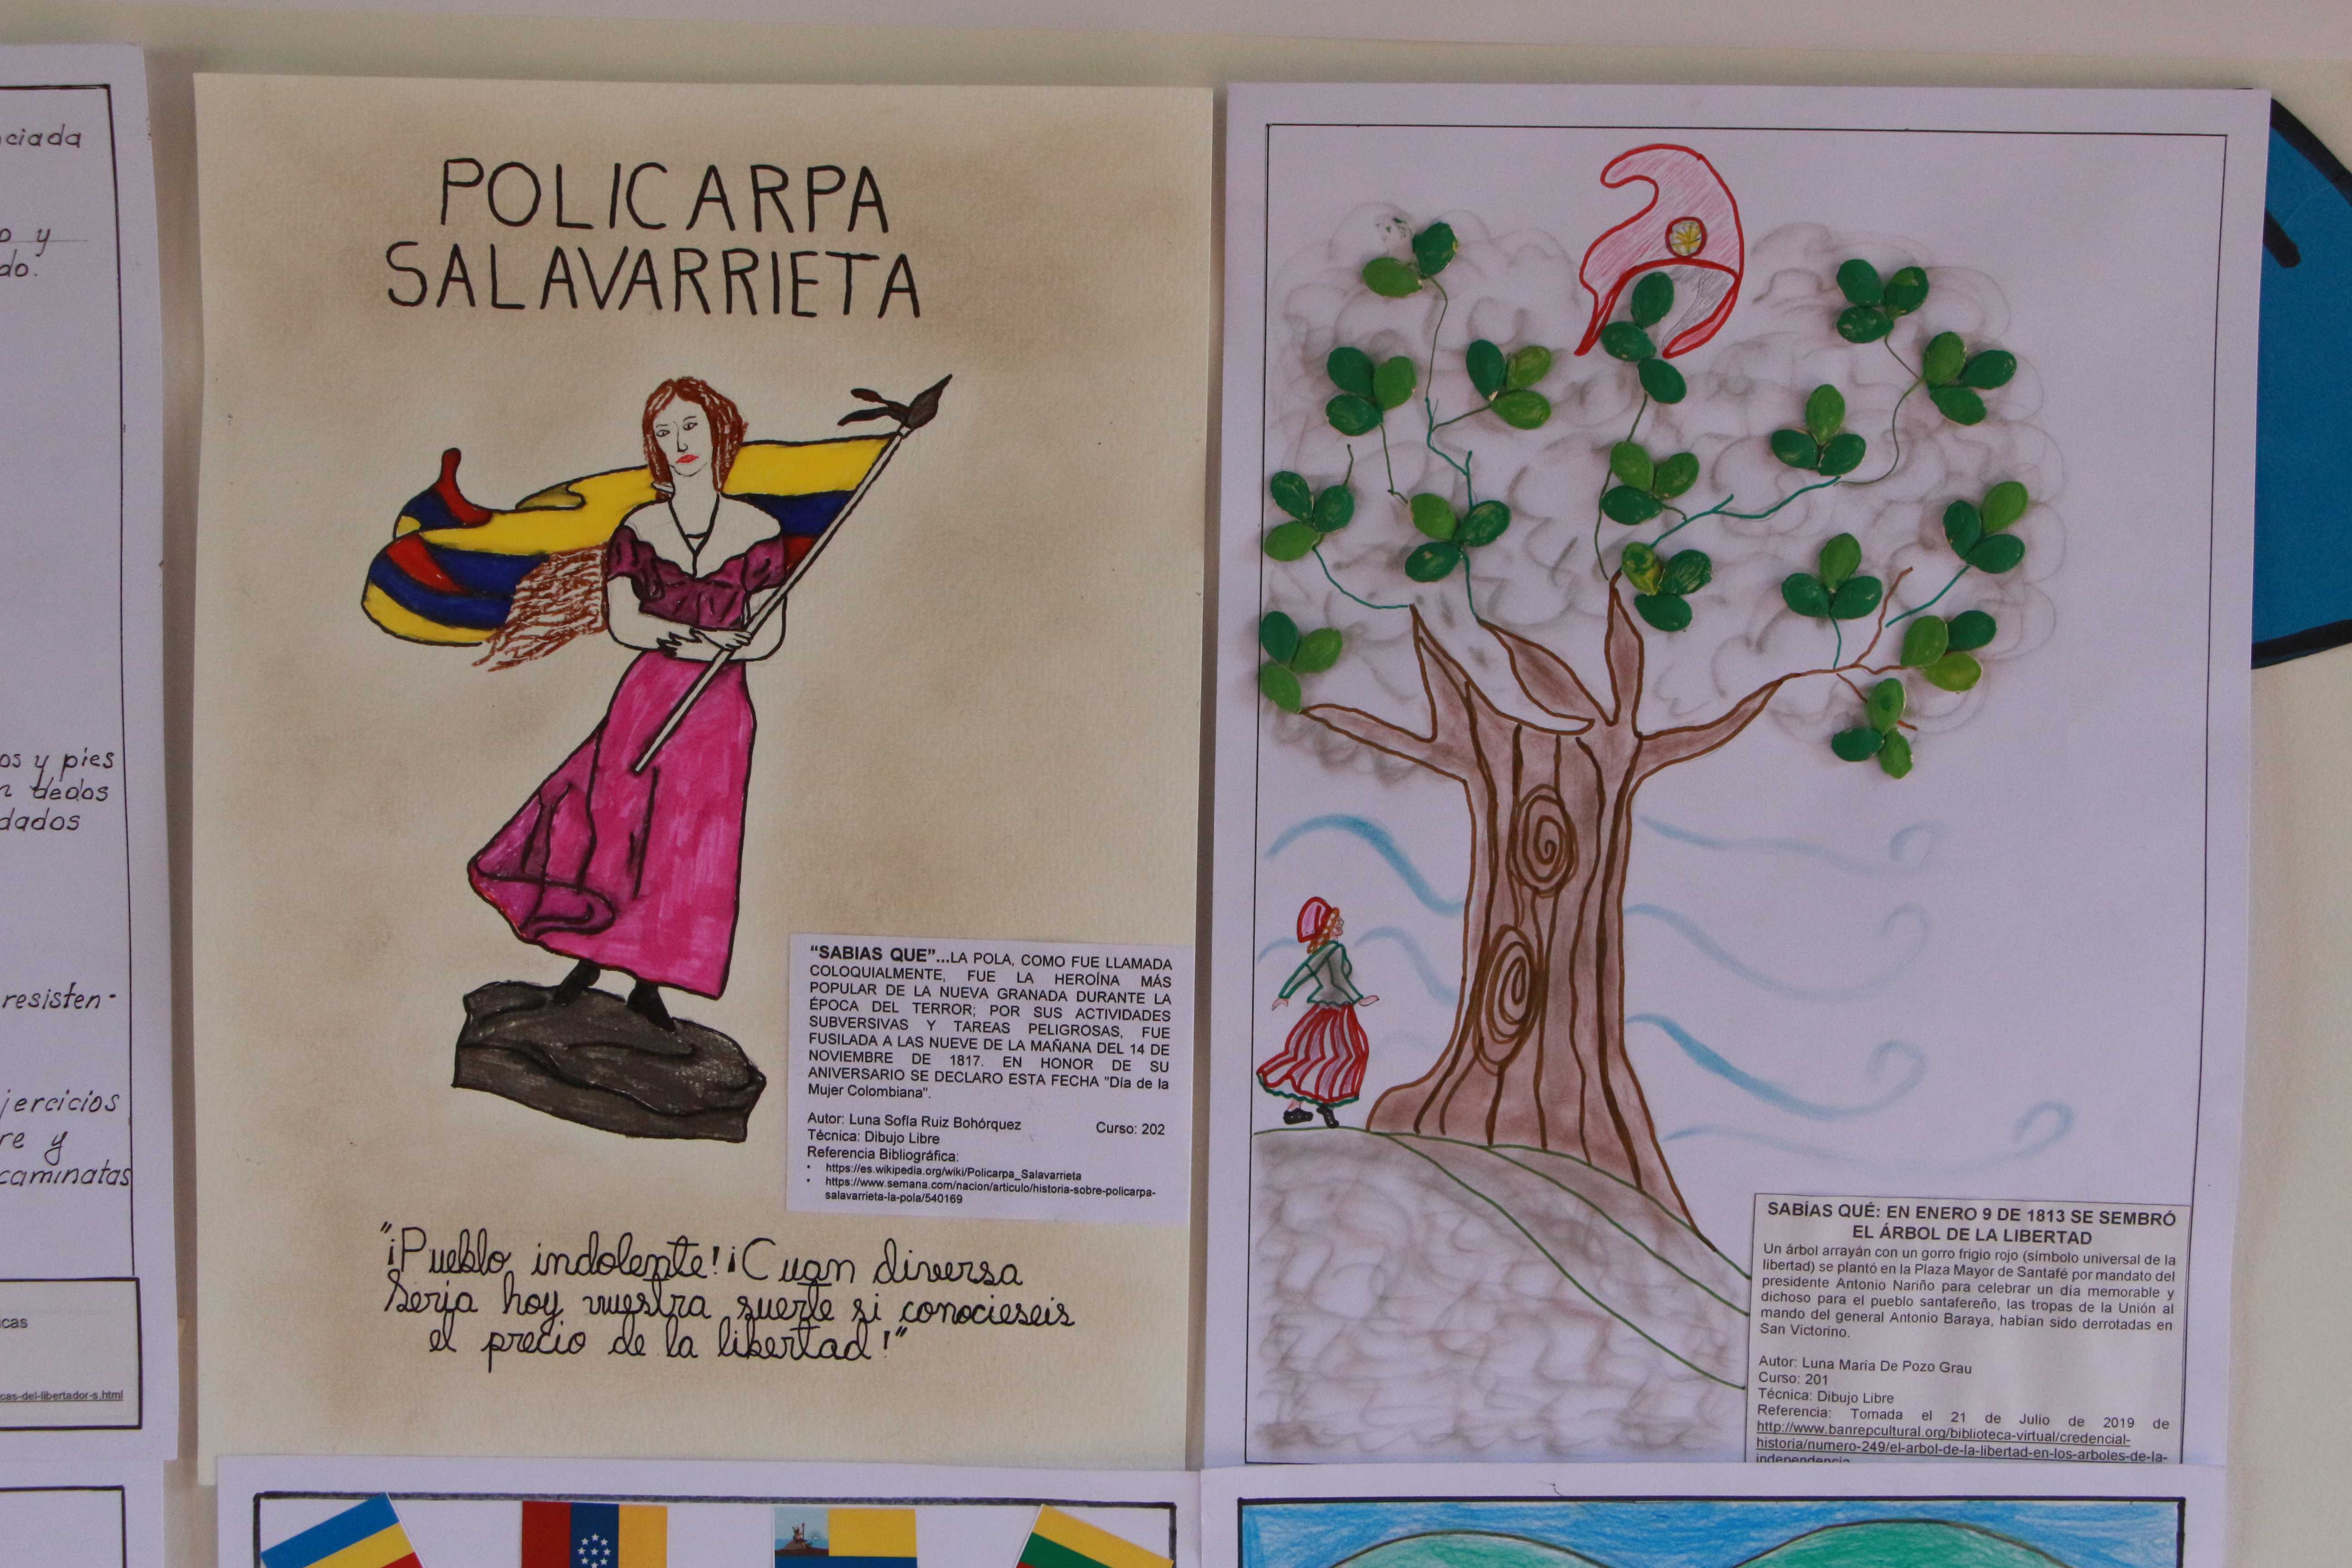 ciada
o y
do.
os y pies
n dedos
dados
resisten-
jercicios
re y
caminatas
icas
cas-del-libertador-s.html
POLICARPA
SALAVARRIETA
“SABIAS QUE”...LA POLA, COMO FUE LLAMADA
COLOQUIALMENTE, FUE LA HEROÍNA MÁS
POPULAR DE LA NUEVA GRANADA DURANTE LA
ÉPOCA DEL TERROR; POR SUS ACTIVIDADES
SUBVERSIVAS Y TAREAS PELIGROSAS, FUE
FUSILADA A LAS NUEVE DE LA MAÑANA DEL 14 DE
NOVIEMBRE DE 1817. EN HONOR DE SU
ANIVERSARIO SE DECLARO ESTA FECHA "Día de la
Mujer Colombiana".
Autor: Luna Sofía Ruiz Bohórquez Curso: 202
Técnica: Dibujo Libre
Referencia Bibliográfica:
• https://es.wikipedia.org/wiki/Policarpa_Salavarrieta
• https://www.semana.com/nacion/articulo/historia-sobre-policarpa-
salavarrieta-la-pola/540169
"¡Pueblo indolente! ¡Cuan diversa
Seria hoy vuestra suerte si conocieseis
el precio de la libertad!"
SABÍAS QUÉ: EN ENERO 9 DE 1813 SE SEMBRÓ
EL ÁRBOL DE LA LIBERTAD
Un árbol arrayán con un gorro frigio rojo (símbolo universal de la
libertad) se plantó en la Plaza Mayor de Santafé por mandato del
presidente Antonio Nariño para celebrar un día memorable y
dichoso para el pueblo santafereño, las tropas de la Unión al
mando del general Antonio Baraya, habían sido derrotadas en
San Victorino.
Autor: Luna María De Pozo Grau
Curso: 201
Técnica: Dibujo Libre
Referencia: Tomada el 21 de Julio de 2019 de
http://www.banrepcultural.org/biblioteca-virtual/credencial-
historia/numero-249/el-arbol-de-la-libertad-en-los-arboles-de-la-
independencia